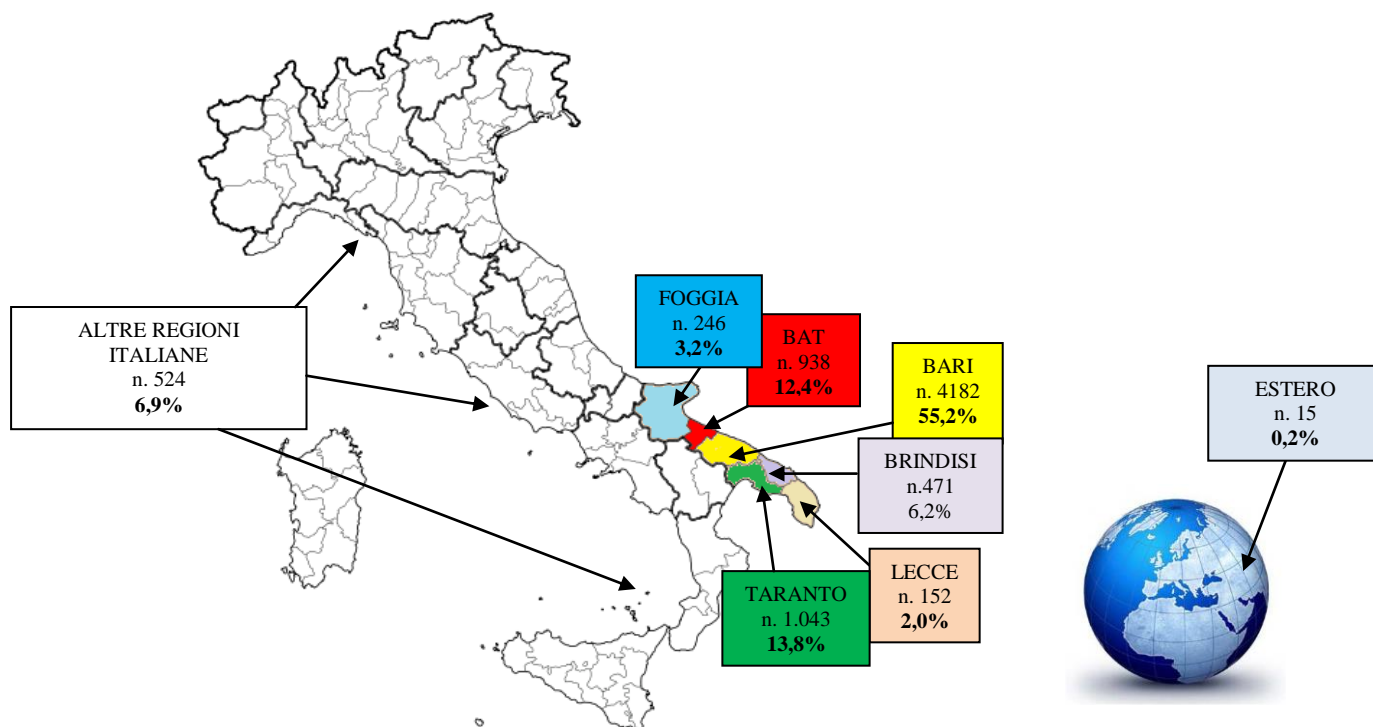 ALTRE REGIONI
ITALIANE
n. 524
6,9%
FOGGIA
n. 246
3,2%
BAT
n. 938
12,4%
BARI
n. 4182
55,2%
BRINDISI
n.471
6,2%
LECCE
n. 152
2,0%
TARANTO
n. 1.043
13,8%
ESTERO
n. 15
0,2%